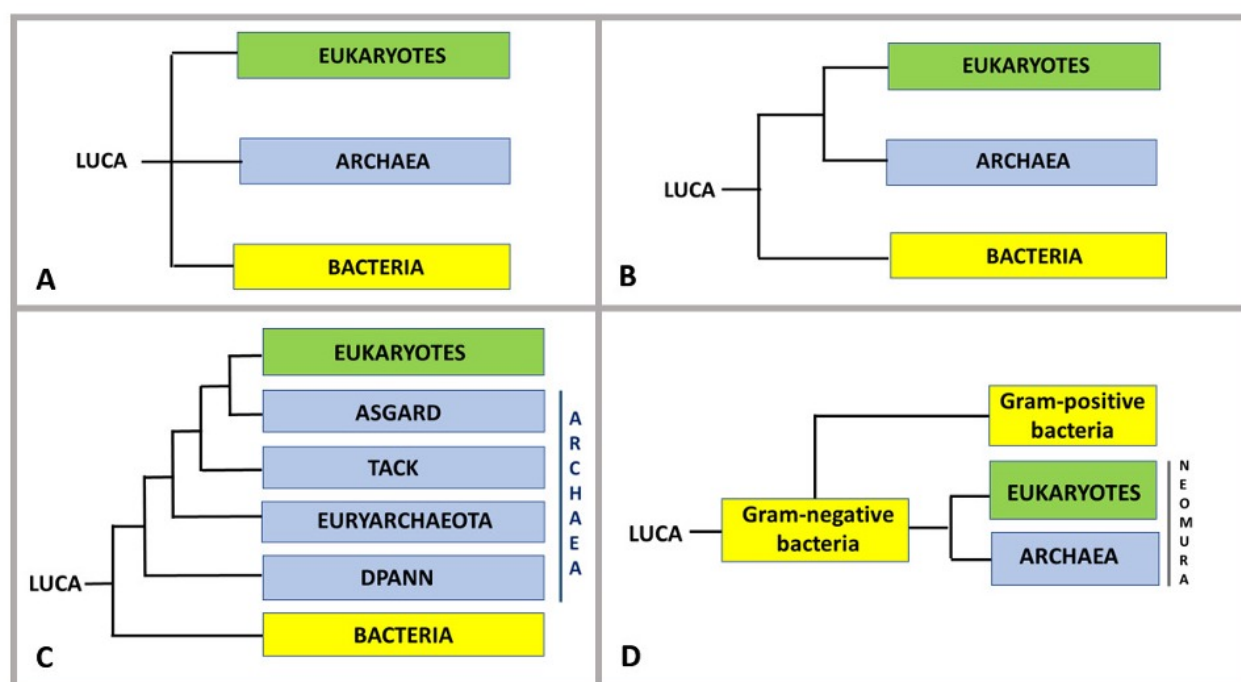 EUKARYOTES
LUCA
ARCHAEA
BACTERIA
A
EUKARYOTES
ARCHAEA
LUCA
BACTERIA
B
EUKARYOTES
ASGARD
TACK
EURYARCHAEOTA
DPANN
LUCA
BACTERIA
ARCHAEA
C
Gram-positive
bacteria
EUKARYOTES
LUCA
Gram-negative
bacteria
ARCHAEA
NEOMURA
D